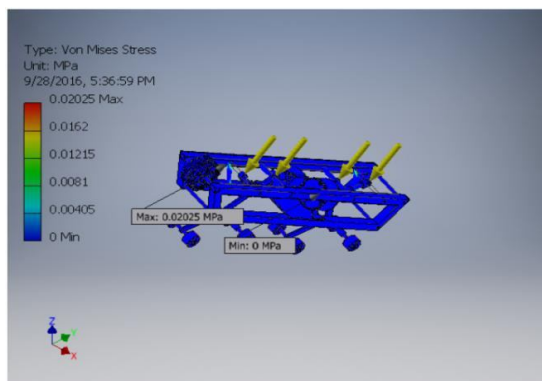 Type: Von Mises Stress
Unit: MPa
9/28/2016, 5:36:59 PM
0.02025 Max
0.0162
0.01215
0.0081
0.00405
0 Min
Max: 0.02025 MPa
Min: 0 MPa
Z
Y
X